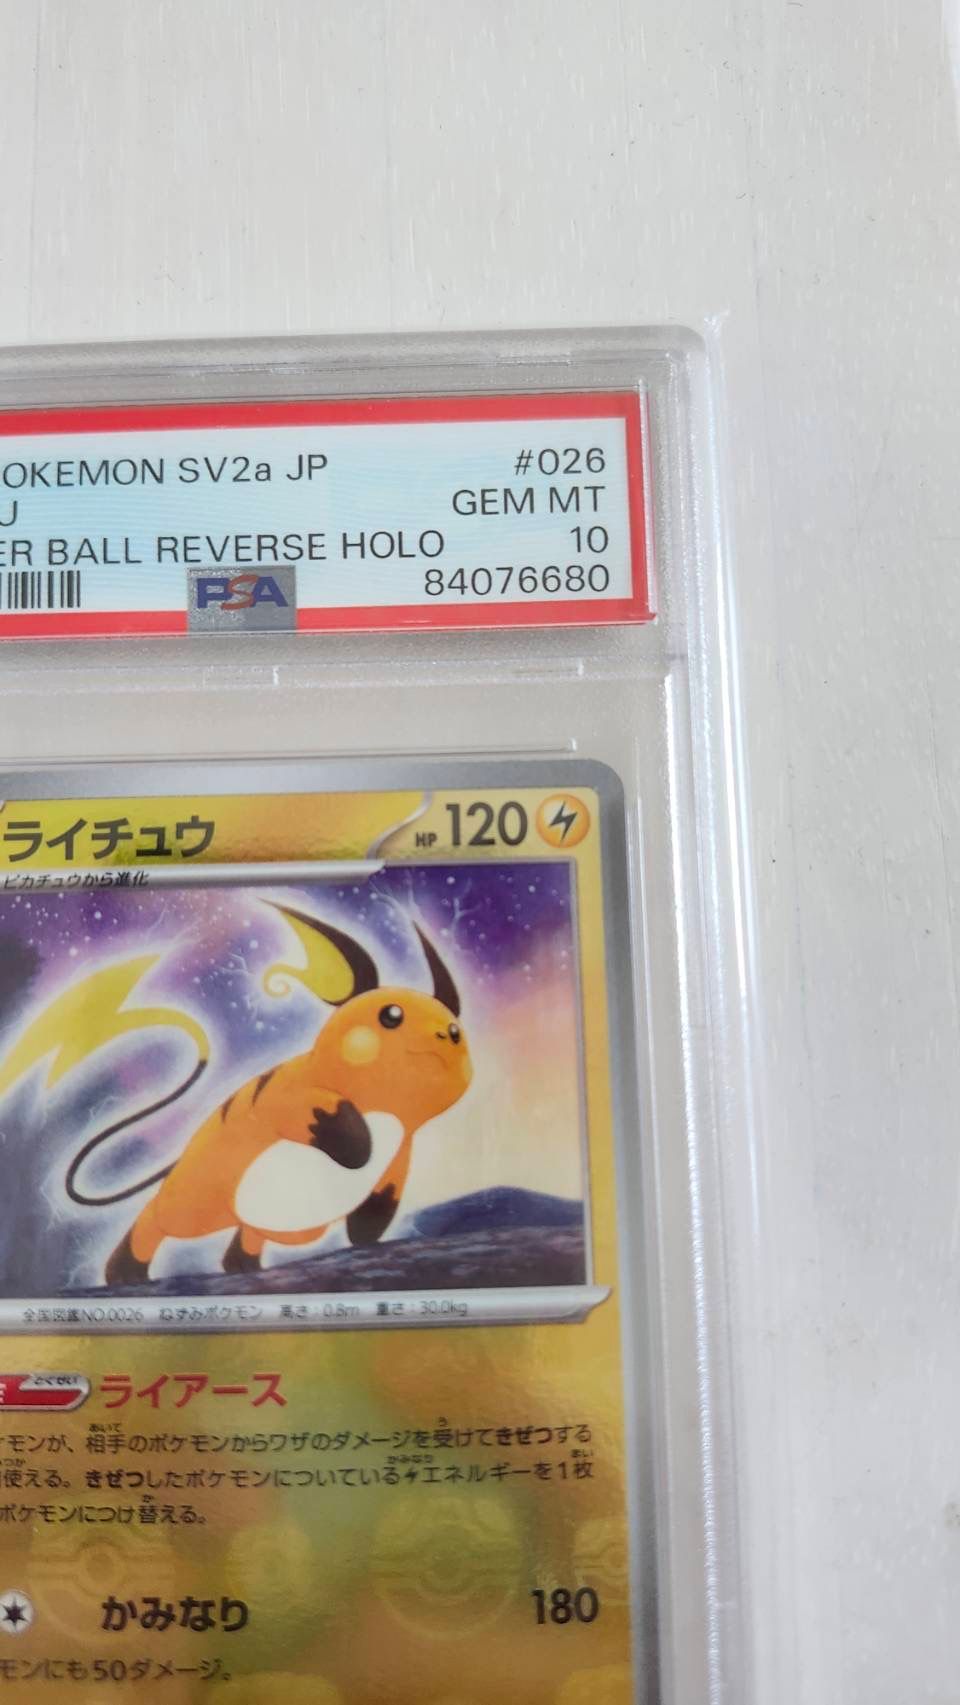 OKEMON SV2a JP #026
U GEM MT
ER BALL REVERSE HOLO 10
PSA 84076680
ライチュウ HP 120
ピカチュウから進化
全国図鑑NO.0026 ねずみポケモン 高さ：0.8m 重さ：30.0kg
とくせい ライアース
ケモンが、相手のポケモンからワザのダメージを受けてきぜつする
使える。きぜつしたポケモンについているエネルギーを1枚
ポケモンにつけ替える。
かみなり 180
モンにも50ダメージ。